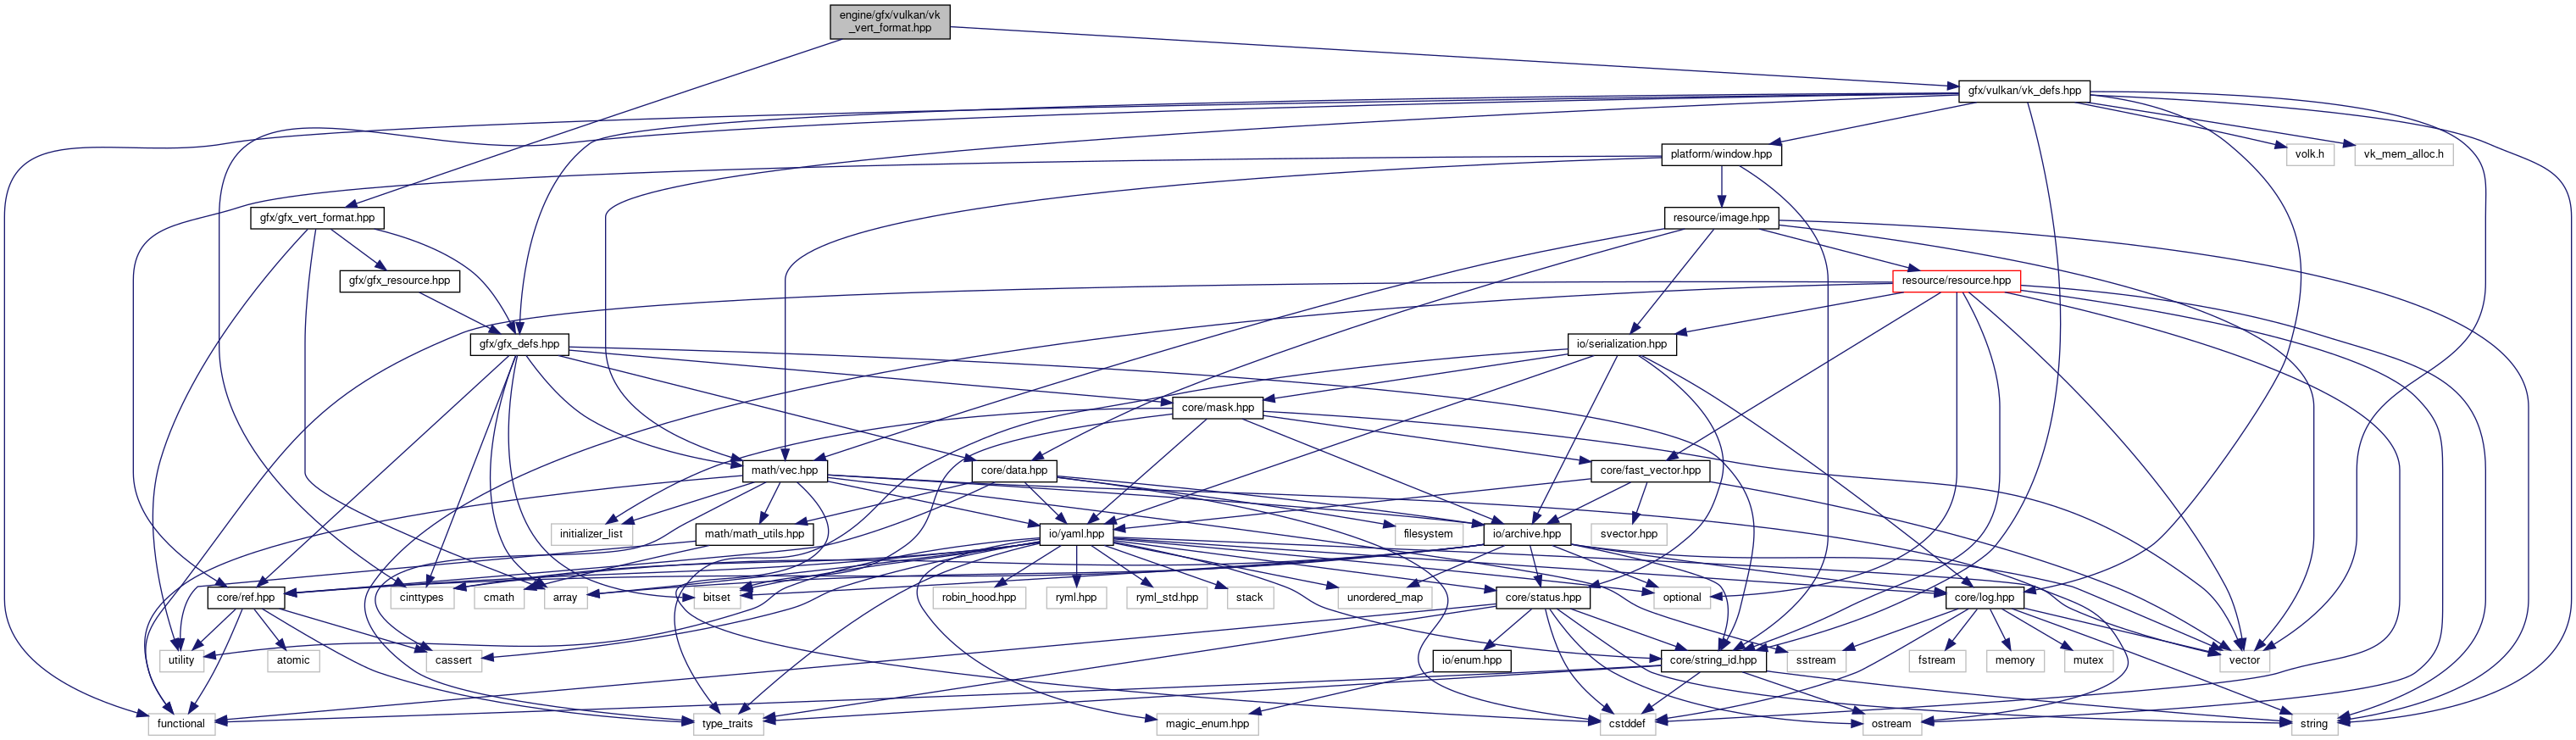 engine/gfx/vulkan/vk
_vert_format.hpp
gfx/vulkan/vk_defs.hpp
platform/window.hpp
volk.h
vk_mem_alloc.h
gfx/gfx_vert_format.hpp
resource/image.hpp
gfx/gfx_resource.hpp
resource/resource.hpp
gfx/gfx_defs.hpp
io/serialization.hpp
core/mask.hpp
math/vec.hpp
core/data.hpp
core/fast_vector.hpp
initializer_list
math/math_utils.hpp
io/yaml.hpp
filesystem
io/archive.hpp
svector.hpp
core/ref.hpp
cinttypes
cmath
array
bitset
robin_hood.hpp
ryml.hpp
ryml_std.hpp
stack
unordered_map
core/status.hpp
optional
core/log.hpp
utility
atomic
cassert
io/enum.hpp
core/string_id.hpp
sstream
fstream
memory
mutex
vector
functional
type_traits
magic_enum.hpp
cstddef
ostream
string